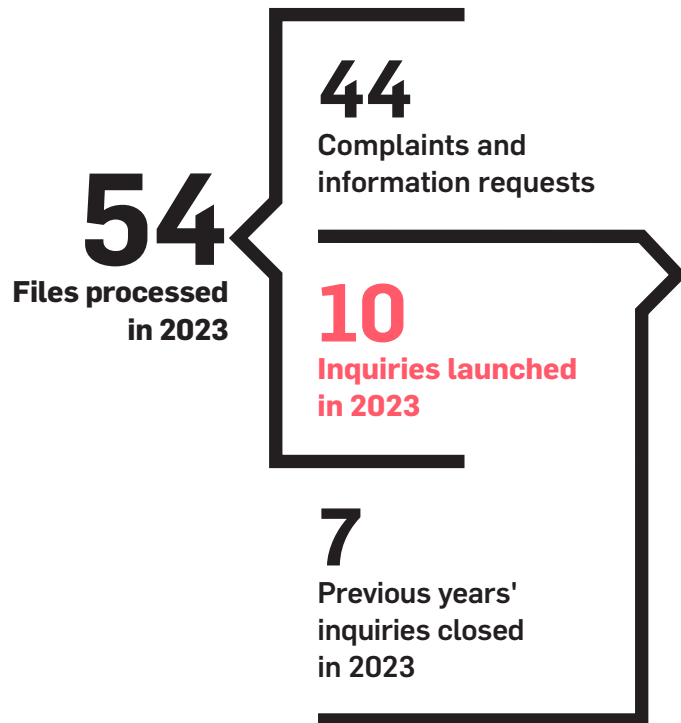 54
Files processed
in 2023
44
Complaints and
information requests
10
Inquiries launched
in 2023
7
Previous years'
inquiries closed
in 2023